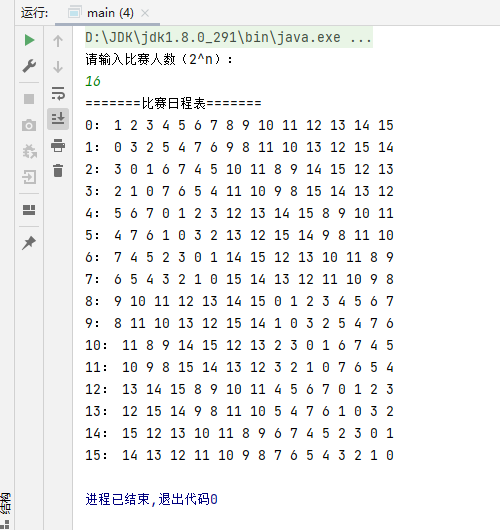 运行: main (4) ×
D:\JDK\jdk1.8.0_291\bin\java.exe ...
请输入比赛人数（2^n）：
16
=======比赛日程表=======
0: 1 2 3 4 5 6 7 8 9 10 11 12 13 14 15
1: 0 3 2 5 4 7 6 9 8 11 10 13 12 15 14
2: 3 0 1 6 7 4 5 10 11 8 9 14 15 12 13
3: 2 1 0 7 6 5 4 11 10 9 8 15 14 13 12
4: 5 6 7 0 1 2 3 12 13 14 15 8 9 10 11
5: 4 7 6 1 0 3 2 13 12 15 14 9 8 11 10
6: 7 4 5 2 3 0 1 14 15 12 13 10 11 8 9
7: 6 5 4 3 2 1 0 15 14 13 12 11 10 9 8
8: 9 10 11 12 13 14 15 0 1 2 3 4 5 6 7
9: 8 11 10 13 12 15 14 1 0 3 2 5 4 7 6
10: 11 8 9 14 15 12 13 2 3 0 1 6 7 4 5
11: 10 9 8 15 14 13 12 3 2 1 0 7 6 5 4
12: 13 14 15 8 9 10 11 4 5 6 7 0 1 2 3
13: 12 15 14 9 8 11 10 5 4 7 6 1 0 3 2
14: 15 12 13 10 11 8 9 6 7 4 5 2 3 0 1
15: 14 13 12 11 10 9 8 7 6 5 4 3 2 1 0
进程已结束,退出代码0
结构